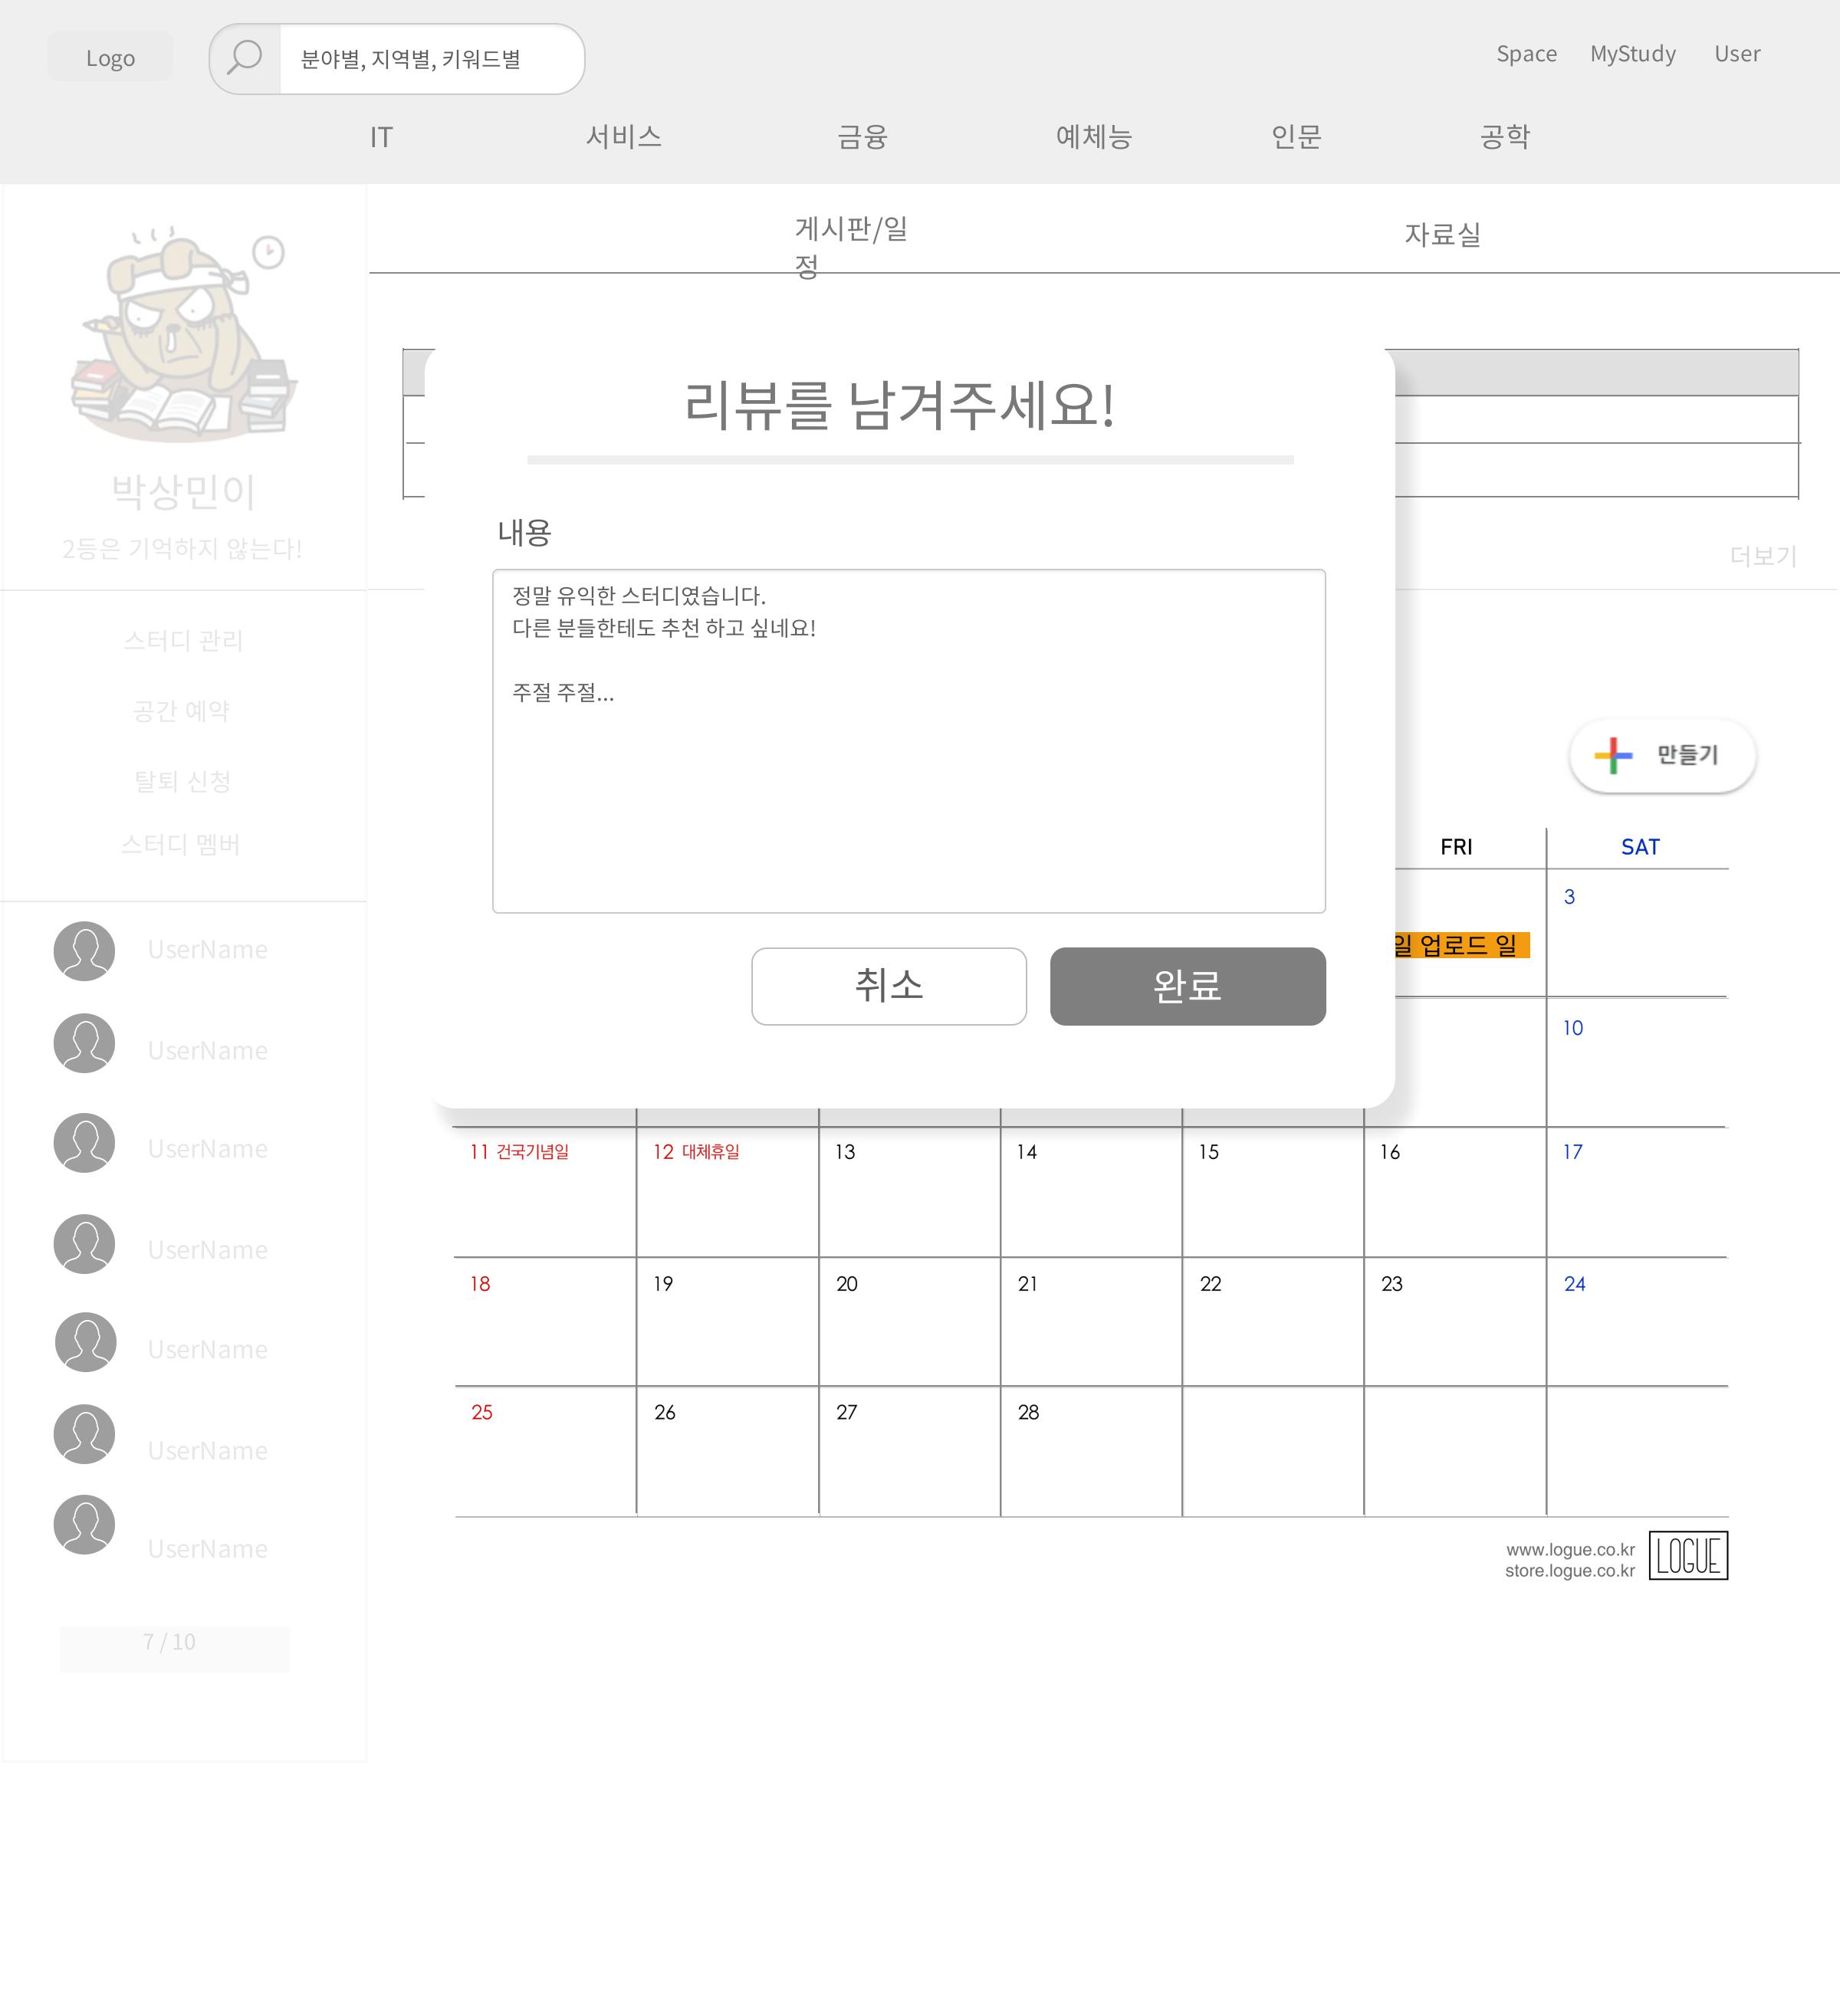 Logo
분야별, 지역별, 키워드별
Space MyStudy User
IT 서비스 금융 예체능 인문 공학
게시판/일
정
자료실
박상민이
2등은 기억하지 않는다!
스터디 관리
공간 예약
탈퇴 신청
스터디 멤버
UserName
UserName
UserName
UserName
UserName
UserName
UserName
7 / 10
리뷰를 남겨주세요!
내용
정말 유익한 스터디였습니다.
다른 분들한테도 추천 하고 싶네요!
주절 주절...
취소 완료
더보기
만들기
FRI SAT
3
일 업로드 일
10
11 건국기념일 12 대체휴일 13 14 15 16 17
18 19 20 21 22 23 24
25 26 27 28
www.logue.co.kr
store.logue.co.kr
LOGUE